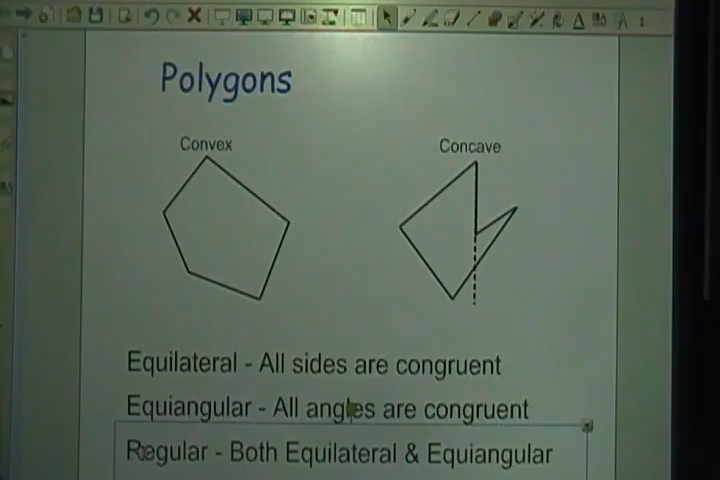 Polygons
Convex
Concave
Equilateral - All sides are congruent
Equiangular - All angles are congruent
Regular - Both Equilateral & Equiangular